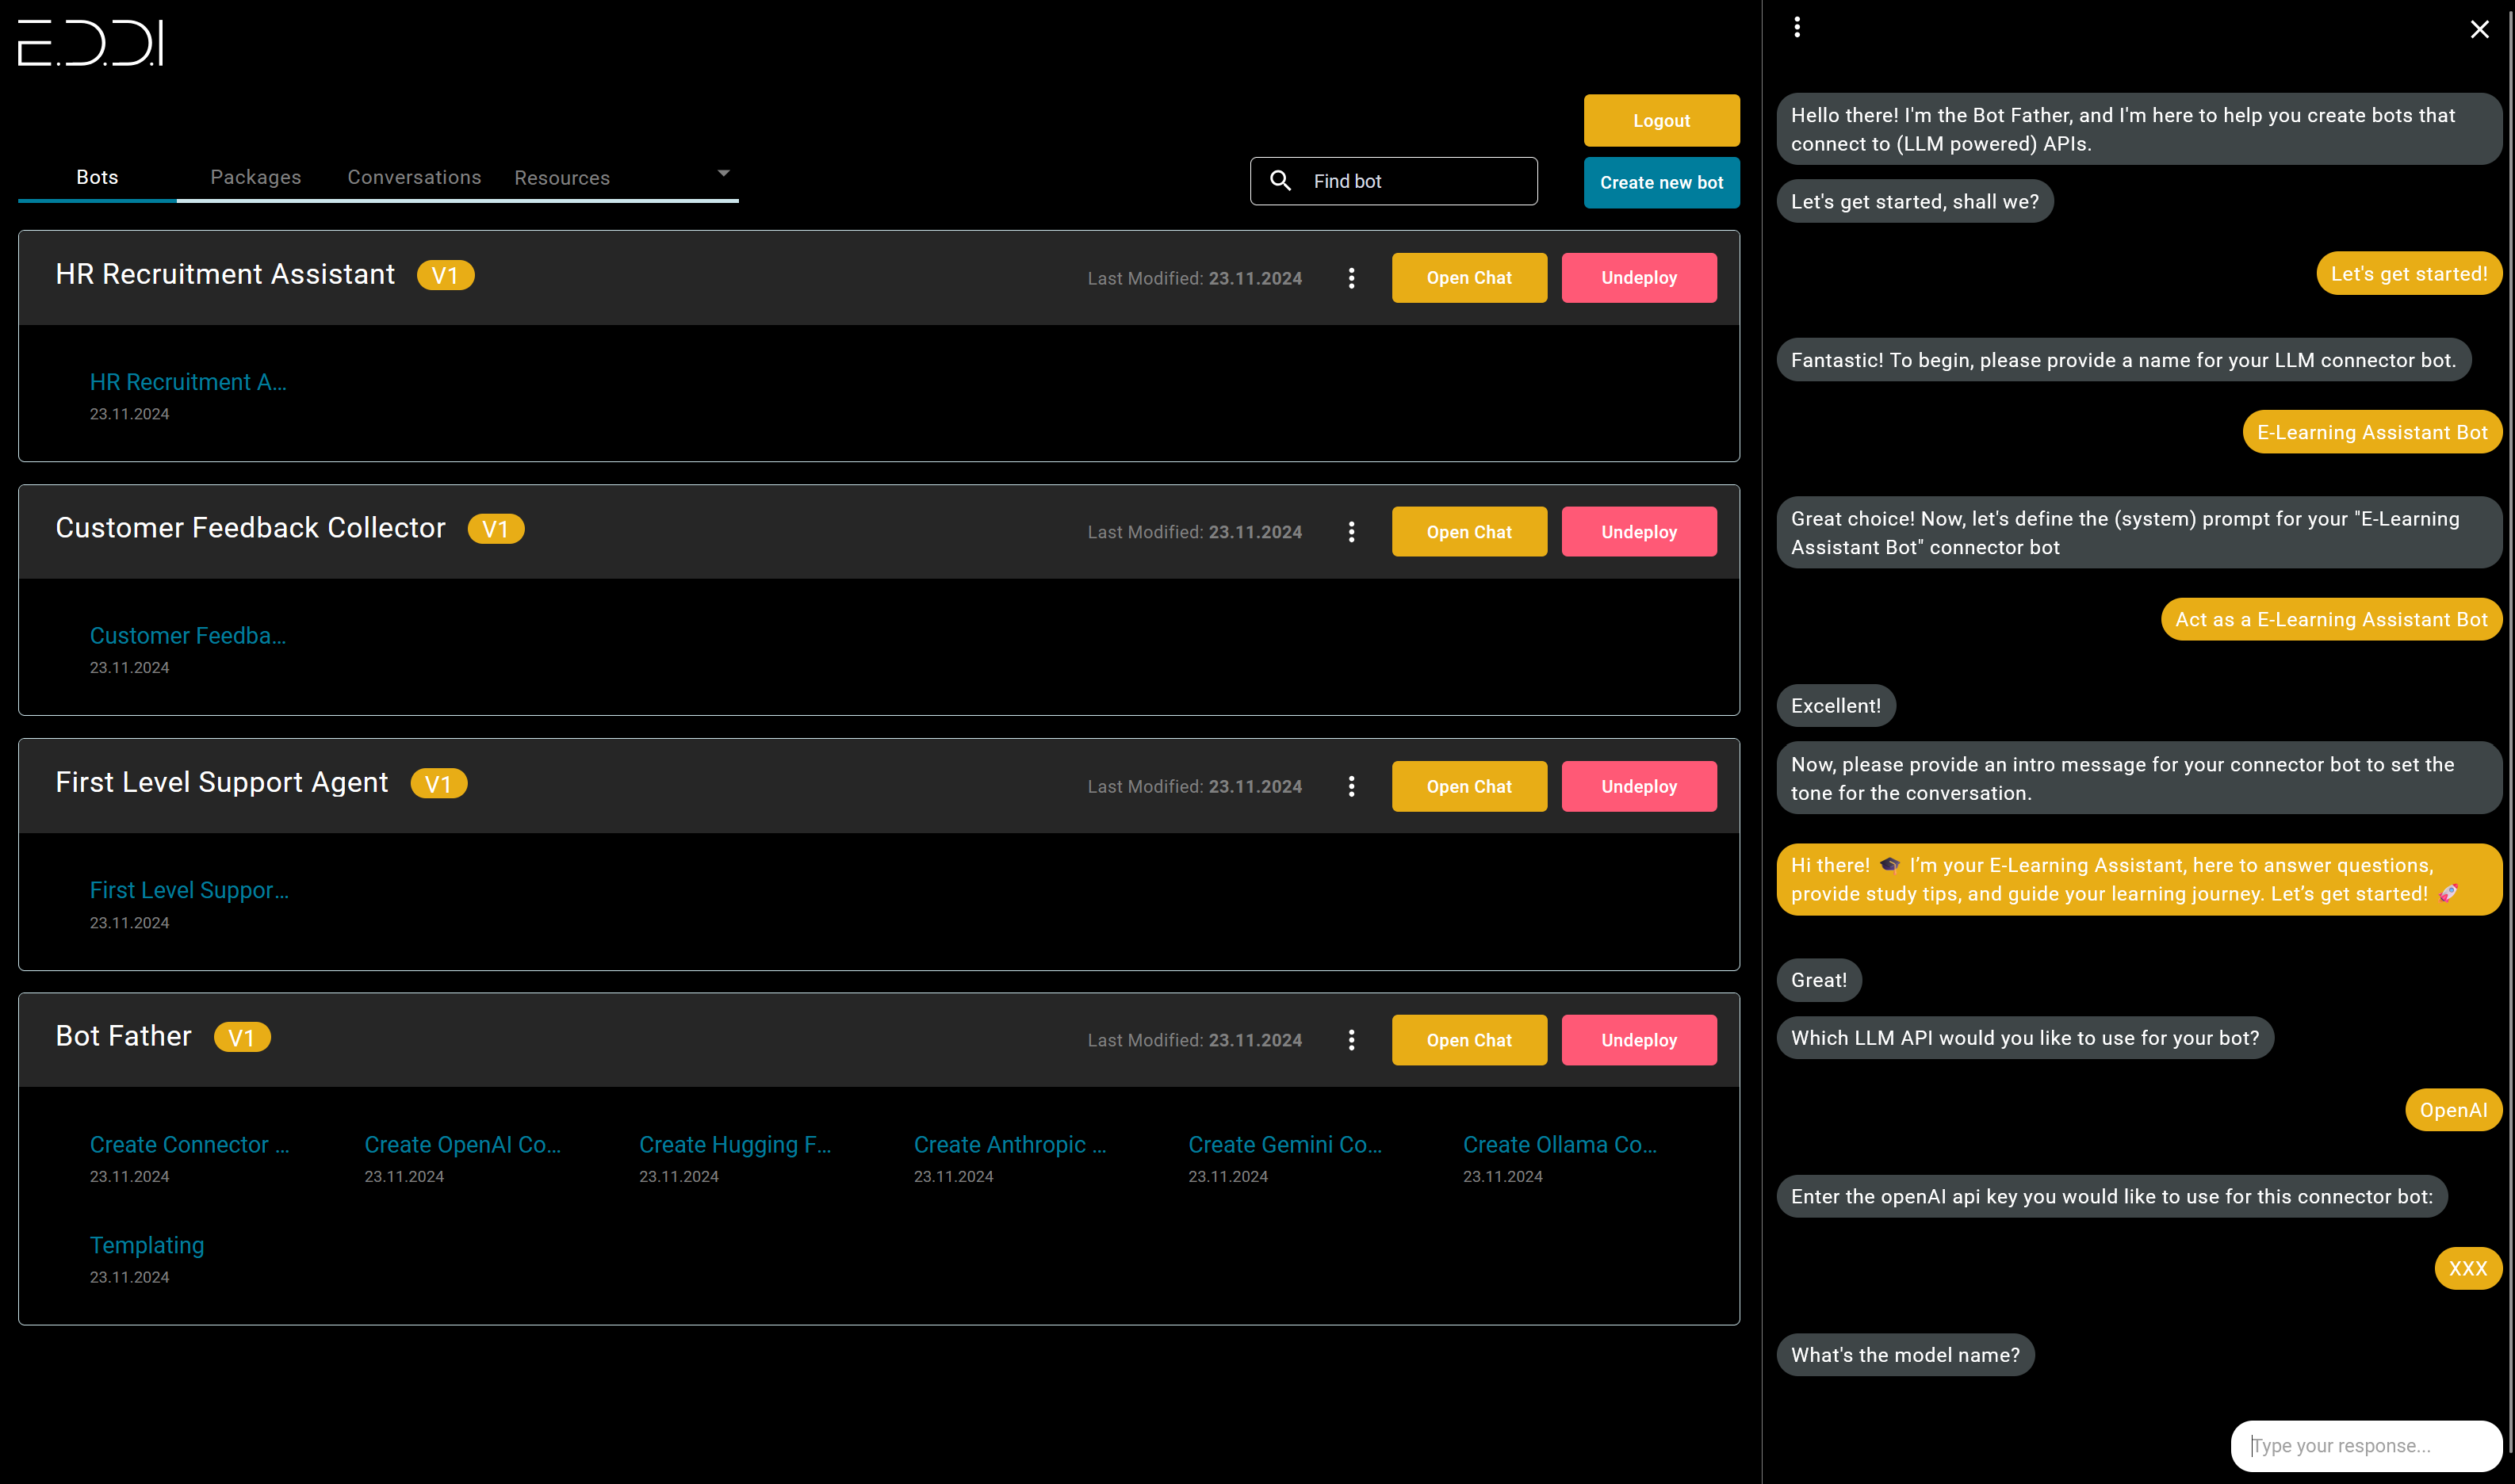 E.D.D.I
Logout
Bots
Packages
Conversations
Resources
Find bot
Create new bot
HR Recruitment Assistant
V1
Last Modified: 23.11.2024
Open Chat
Undeploy
HR Recruitment A...
23.11.2024
Customer Feedback Collector
V1
Last Modified: 23.11.2024
Open Chat
Undeploy
Customer Feedba...
23.11.2024
First Level Support Agent
V1
Last Modified: 23.11.2024
Open Chat
Undeploy
First Level Suppor...
23.11.2024
Bot Father
V1
Last Modified: 23.11.2024
Open Chat
Undeploy
Create Connector ...
23.11.2024
Create OpenAI Co...
23.11.2024
Create Hugging F...
23.11.2024
Create Anthropic ...
23.11.2024
Create Gemini Co...
23.11.2024
Create Ollama Co...
23.11.2024
Templating
23.11.2024
Hello there! I'm the Bot Father, and I'm here to help you create bots that
connect to (LLM powered) APIs.
Let's get started, shall we?
Let's get started!
Fantastic! To begin, please provide a name for your LLM connector bot.
E-Learning Assistant Bot
Great choice! Now, let's define the (system) prompt for your "E-Learning
Assistant Bot" connector bot
Act as a E-Learning Assistant Bot
Excellent!
Now, please provide an intro message for your connector bot to set the
tone for the conversation.
Hi there! 🎓 I’m your E-Learning Assistant, here to answer questions,
provide study tips, and guide your learning journey. Let’s get started! 🚀
Great!
Which LLM API would you like to use for your bot?
OpenAI
Enter the openAI api key you would like to use for this connector bot:
XXX
What's the model name?
Type your response...